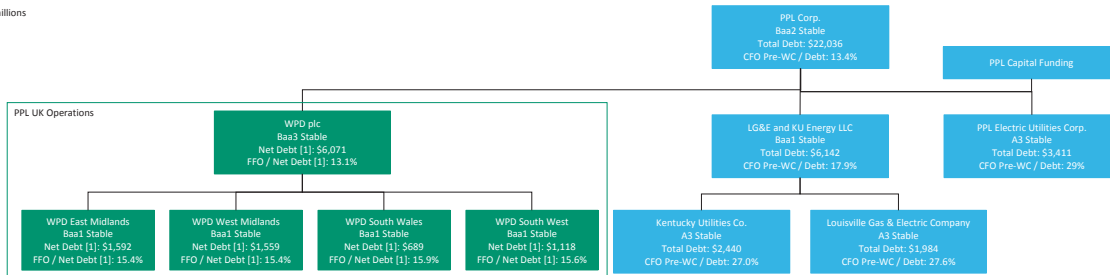 PPL Corp.
Baa2 Stable
Total Debt: $22,036
CFO Pre-WC / Debt: 13.4%
PPL Capital Funding
PPL UK Operations
WPD plc
Baa3 Stable
Net Debt [1]: $6,071
FFO / Net Debt [1]: 13.1%
LG&E and KU Energy LLC
Baa1 Stable
Total Debt: $6,142
CFO Pre-WC / Debt: 17.9%
PPL Electric Utilities Corp.
A3 Stable
Total Debt: $3,411
CFO Pre-WC / Debt: 29%
WPD East Midlands
Baa1 Stable
Net Debt [1]: $1,592
FFO / Net Debt [1]: 15.4%
WPD West Midlands
Baa1 Stable
Net Debt [1]: $1,559
FFO / Net Debt [1]: 15.4%
WPD South Wales
Baa1 Stable
Net Debt [1]: $689
FFO / Net Debt [1]: 15.9%
WPD South West
Baa1 Stable
Net Debt [1]: $1,118
FFO / Net Debt [1]: 15.6%
Kentucky Utilities Co.
A3 Stable
Total Debt: $2,440
CFO Pre-WC / Debt: 27.0%
Louisville Gas & Electric Company
A3 Stable
Total Debt: $1,984
CFO Pre-WC / Debt: 27.6%